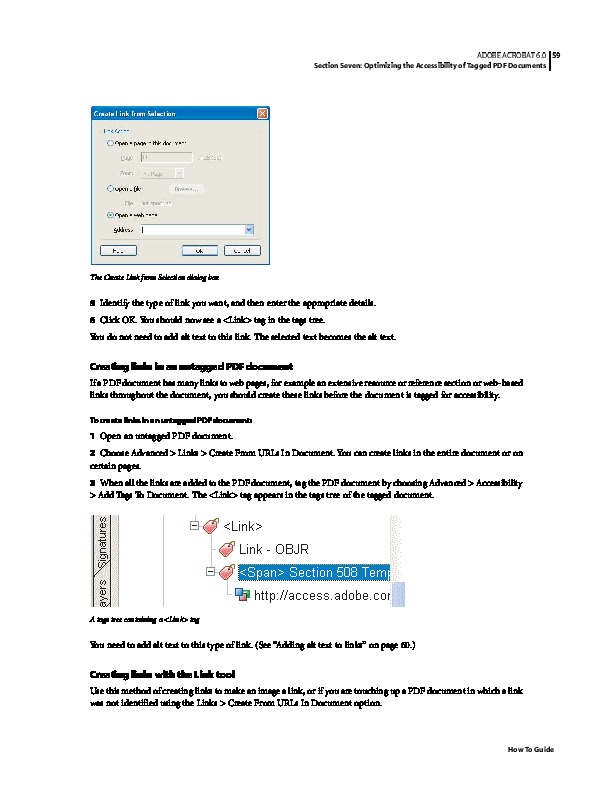 ADOBE ACROBAT 6.0 59
Section Seven: Optimizing the Accessibility of Tagged PDF Documents
Create Link from Selection
Link Action
Open a page in this document
Page:
Zoom:
Open a file
Browse...
File: Not specified
Open a web page
Address:
Help OK Cancel
The Create Link from Selection dialog box
5 Identify the type of link you want, and then enter the appropriate details.
6 Click OK. You should now see a <Link> tag in the tags tree.
You do not need to add alt text to this link. The selected text becomes the alt text.
Creating links in an untagged PDF document
If a PDF document has many links to web pages, for example an extensive resource or reference section or web-based
links throughout the document, you should create these links before the document is tagged for accessibility.
To create links in an untagged PDF document:
1 Open an untagged PDF document.
2 Choose Advanced > Links > Create From URLs In Document. You can create links in the entire document or on
certain pages.
3 When all the links are added to the PDF document, tag the PDF document by choosing Advanced > Accessibility
> Add Tags To Document. The <Link> tag appears in the tags tree of the tagged document.
Signatures
ayers
<Link>
Link - OBJR
<Span> Section 508 Temp
http://access.adobe.cor
A tags tree containing a <Link> tag
You need to add alt text to this type of link. (See "Adding alt text to links" on page 60.)
Creating links with the Link tool
Use this method of creating links to make an image a link, or if you are touching up a PDF document in which a link
was not identified using the Links > Create From URLs In Document option.
How To Guide